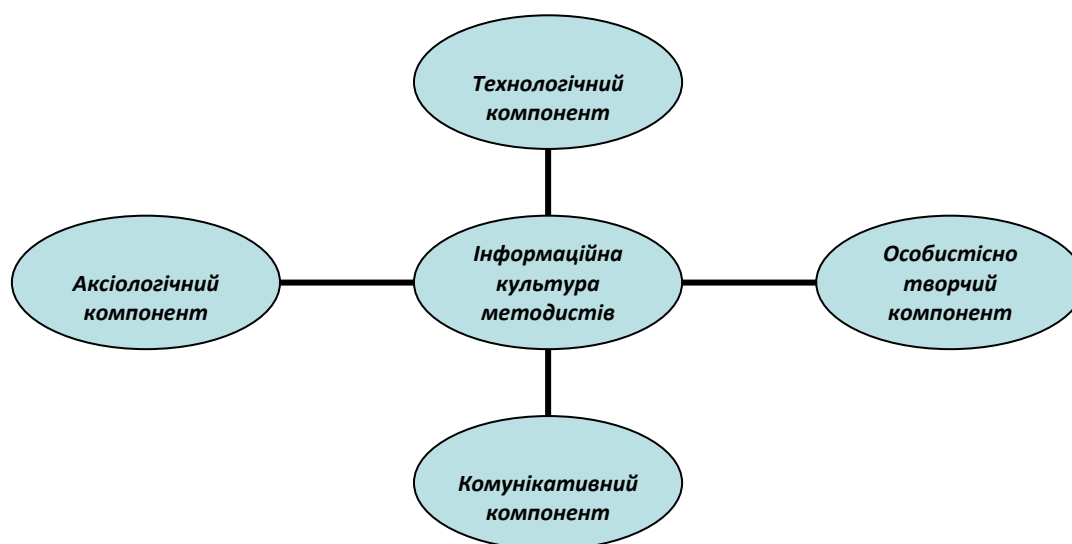 Технологічний
компонент
Аксіологічний
компонент
Інформаційна
культура
методистів
Особистісно
творчий
компонент
Комунікативний
компонент